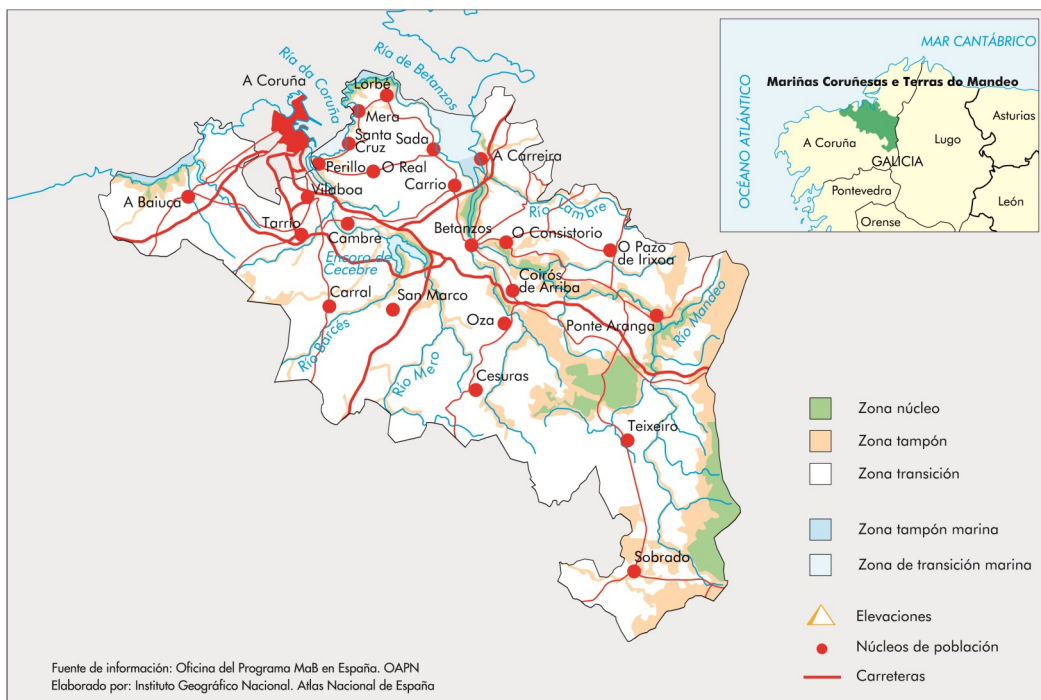 Ría da Coruña
Ría de Betanzos
A Coruña
Lorbé
Mera
Santa
Cruz
Sada
Perillo
O Real
A Carreira
Vilaboa
Carrio
A Baiuca
Río Lambre
Tarrío
Cambre
Betanzos
O Consistorio
O Pazo
de Irixoa
Encoro de
Cecebre
Coirós
de Arriba
Carral
San Marco
Oza
Ponte Aranga
Río Mandeo
Río Barcés
Río Mero
Cesuras
Teixeiro
Sobrado
MAR CANTÁBRICO
OCÉANO ATLÁNTICO
Mariñas Coruñesas e Terras do Mandeo
A Coruña
Lugo
Asturias
GALICIA
Pontevedra
León
Orense
Zona núcleo
Zona tampón
Zona transición
Zona tampón marina
Zona de transición marina
Elevaciones
Núcleos de población
Carreteras
Fuente de información: Oficina del Programa MaB en España. OAPN
Elaborado por: Instituto Geográfico Nacional. Atlas Nacional de España